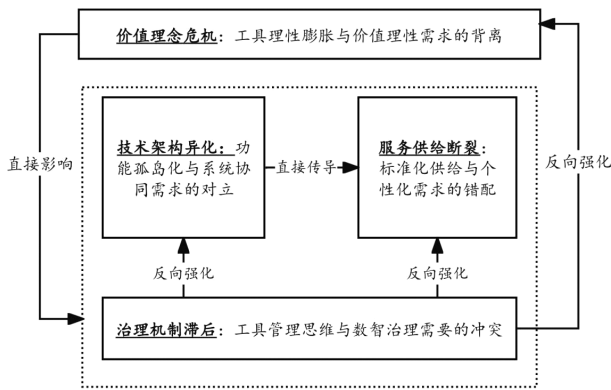 价值理念危机：工具理性膨胀与价值理性需求的背离
直接影响
技术架构异化：功
能孤岛化与系统协
同需求的对立
直接传导
服务供给断裂：
标准化供给与个
性化需求的错配
反向强化
反向强化
反向强化
治理机制滞后：工具管理思维与数智治理需要的冲突